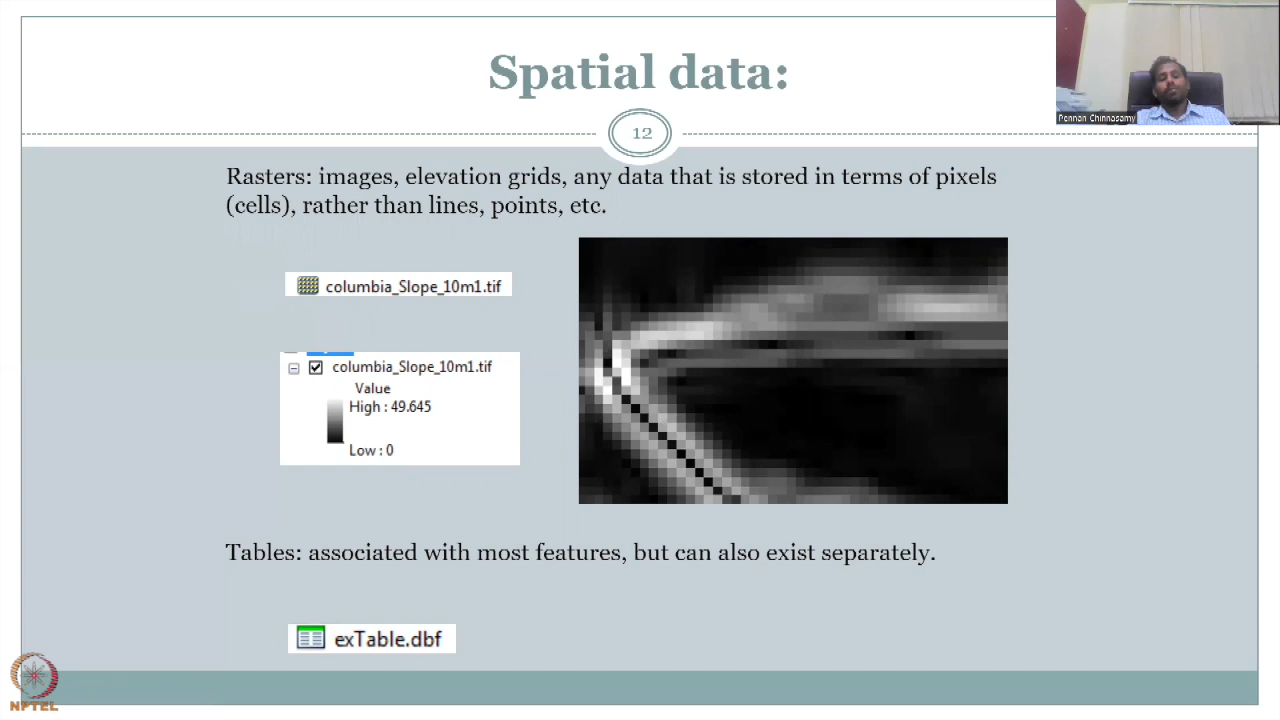 Spatial data:
Pennan Chinnasamy
12
Rasters: images, elevation grids, any data that is stored in terms of pixels
(cells), rather than lines, points, etc.
columbia_Slope_10m1.tif
columbia_Slope_10m1.tif
Value
High : 49.645
Low : 0
Tables: associated with most features, but can also exist separately.
exTable.dbf
NPTEL